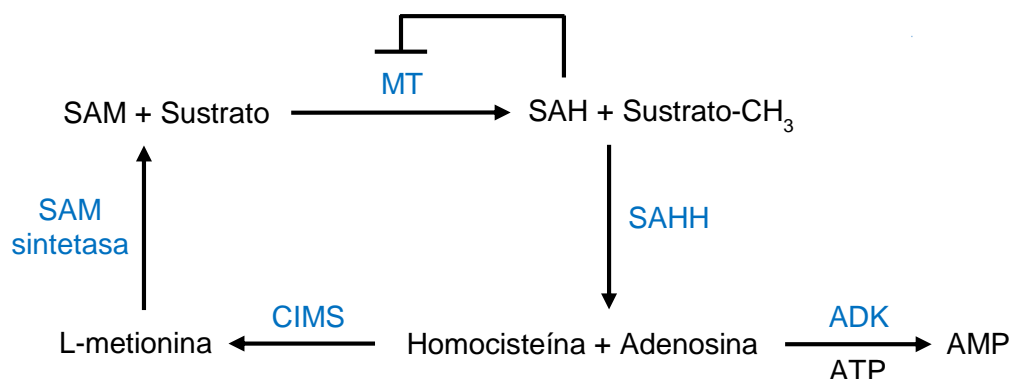 MT
SAM + Sustrato
SAH + Sustrato-CH₃
SAM
sintetasa
SAHH
CIMS
ADK
L-metionina
Homocisteína + Adenosina
AMP
ATP